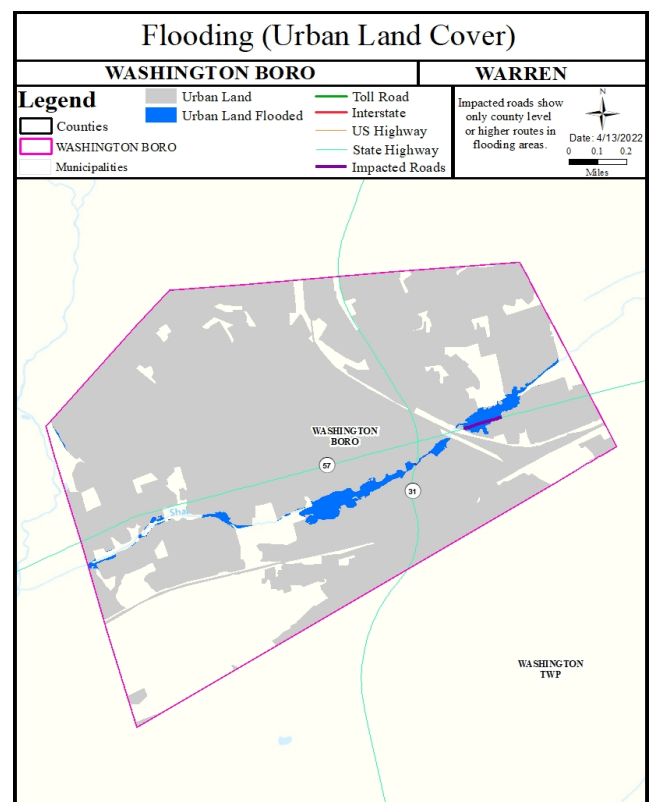 Flooding (Urban Land Cover)
WASHINGTON BORO
WARREN
Legend
Counties
WASHINGTON BORO
Municipalities
Urban Land
Urban Land Flooded
Toll Road
Interstate
US Highway
State Highway
Impacted Roads
Impacted roads show
only county level
or higher routes in
flooding areas.
N
Date: 4/13/2022
0 0.1 0.2
Miles
WASHINGTON
BORO
57
31
WASHINGTON
TWP